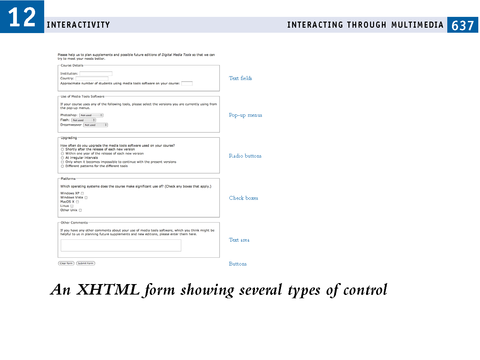 12
INTERACTIVITY
INTERACTING THROUGH MULTIMEDIA 637
Please help us to plan supplements and possible future editions of Digital Media Tools so that we can
try to meet your needs better.
Course Details
Institution:
Country:
Approximate number of students using media tools software on your course:
Text fields
Use of Media Tools Software
If your course uses any of the following tools, please select the versions you are currently using from
the pop-up menus.
Photoshop: Not used
Flash: Not used
Dreamweaver: Not used
Pop-up menus
Upgrading
How often do you upgrade the media tools software used on your course?
Shortly after the release of each new version
Within one year of the release of each new version
At irregular intervals
Only when it becomes impossible to continue with the present versions
Different patterns for the different tools
Radio buttons
Platforms
Which operating systems does the course make significant use of? (Check any boxes that apply.)
Windows XP
Windows Vista
MacOS X
Linux
Other Unix
Check boxes
Other Comments
If you have any other comments about your use of media tools software, which you think might be
helpful to us in planning future supplements and new editions, please enter them here:
Text area
Clear Form Submit Form
Buttons
An XHTML form showing several types of control